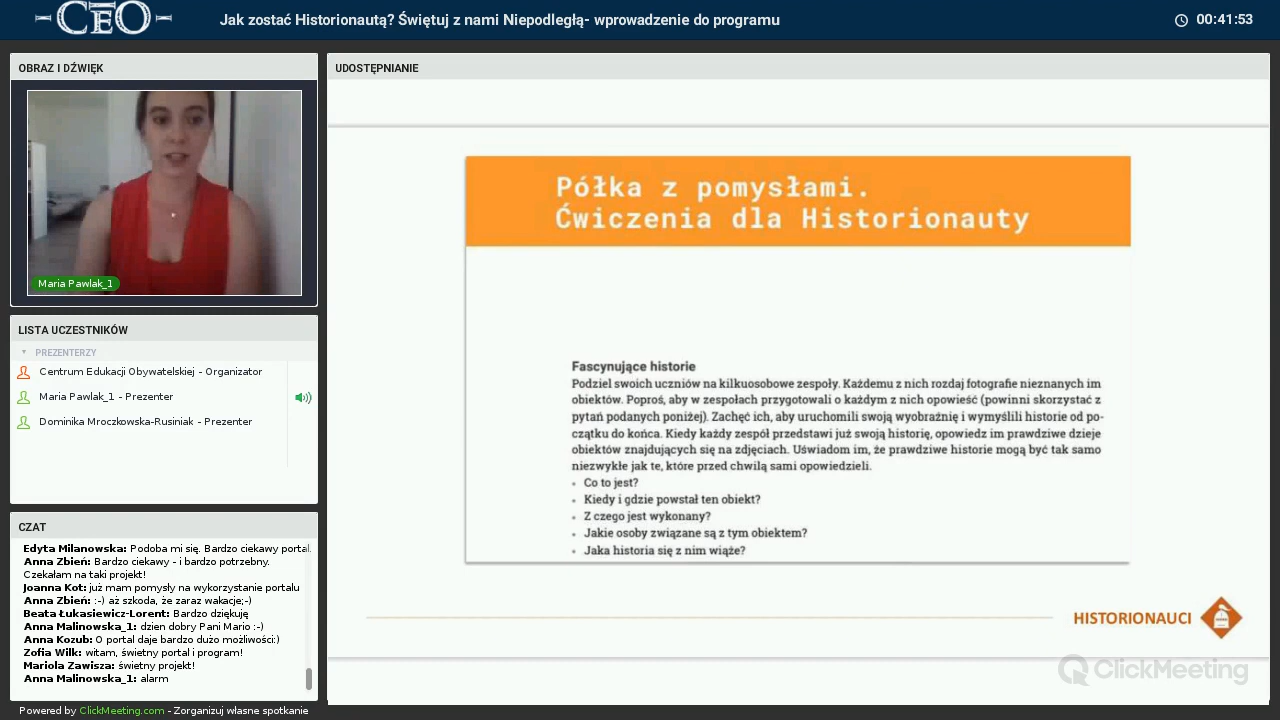 CEO
Jak zostać Historionautą? Świętuj z nami Niepodległą- wprowadzenie do programu
00:41:53
OBRAZ I DŹWIĘK
Maria Pawlak_1
LISTA UCZESTNIKÓW
PREZENTERZY
Centrum Edukacji Obywatelskiej - Organizator
Maria Pawlak_1 - Prezenter
Dominika Mroczkowska-Rusiniak - Prezenter
CZAT
Edyta Milanowska: Podoba mi się. Bardzo ciekawy portal.
Anna Zbień: Bardzo ciekawy - i bardzo potrzebny.
Czekałam na taki projekt!
Joanna Kot: już mam pomysły na wykorzystanie portalu
Anna Zbień: :-) aż szkoda, że zaraz wakacje;-)
Beata Łukasiewicz-Lorent: Bardzo dziękuję
Anna Malinowska_1: dzien dobry Pani Mario :-)
Anna Kozub: O portal daje bardzo dużo możliwości:)
Zofia Wilk: witam, świetny portal i program!
Mariola Zawisza: świetny projekt!
Anna Malinowska_1: alarm
Powered by ClickMeeting.com - Zorganizuj własne spotkanie
UDOSTĘPNIANIE
Półka z pomysłami.
Ćwiczenia dla Historionauty
Fascynujące historie
Podziel swoich uczniów na kilkuosobowe zespoły. Każdemu z nich rozdaj fotografie nieznanych im
obiektów. Poproś, aby w zespołach przygotowali o każdym z nich opowieść (powinni skorzystać z
pytań podanych poniżej). Zachęć ich, aby uruchomili swoją wyobraźnię i wymyślili historie od po-
czątku do końca. Kiedy każdy zespół przedstawi już swoją historię, opowiedz im prawdziwe dzieje
obiektów znajdujących się na zdjęciach. Uświadom im, że prawdziwe historie mogą być tak samo
niezwykłe jak te, które przed chwilą sami opowiedzieli.
• Co to jest?
• Kiedy i gdzie powstał ten obiekt?
• Z czego jest wykonany?
• Jakie osoby związane są z tym obiektem?
• Jaka historia się z nim wiąże?
HISTORIONAUCI
ClickMeeting